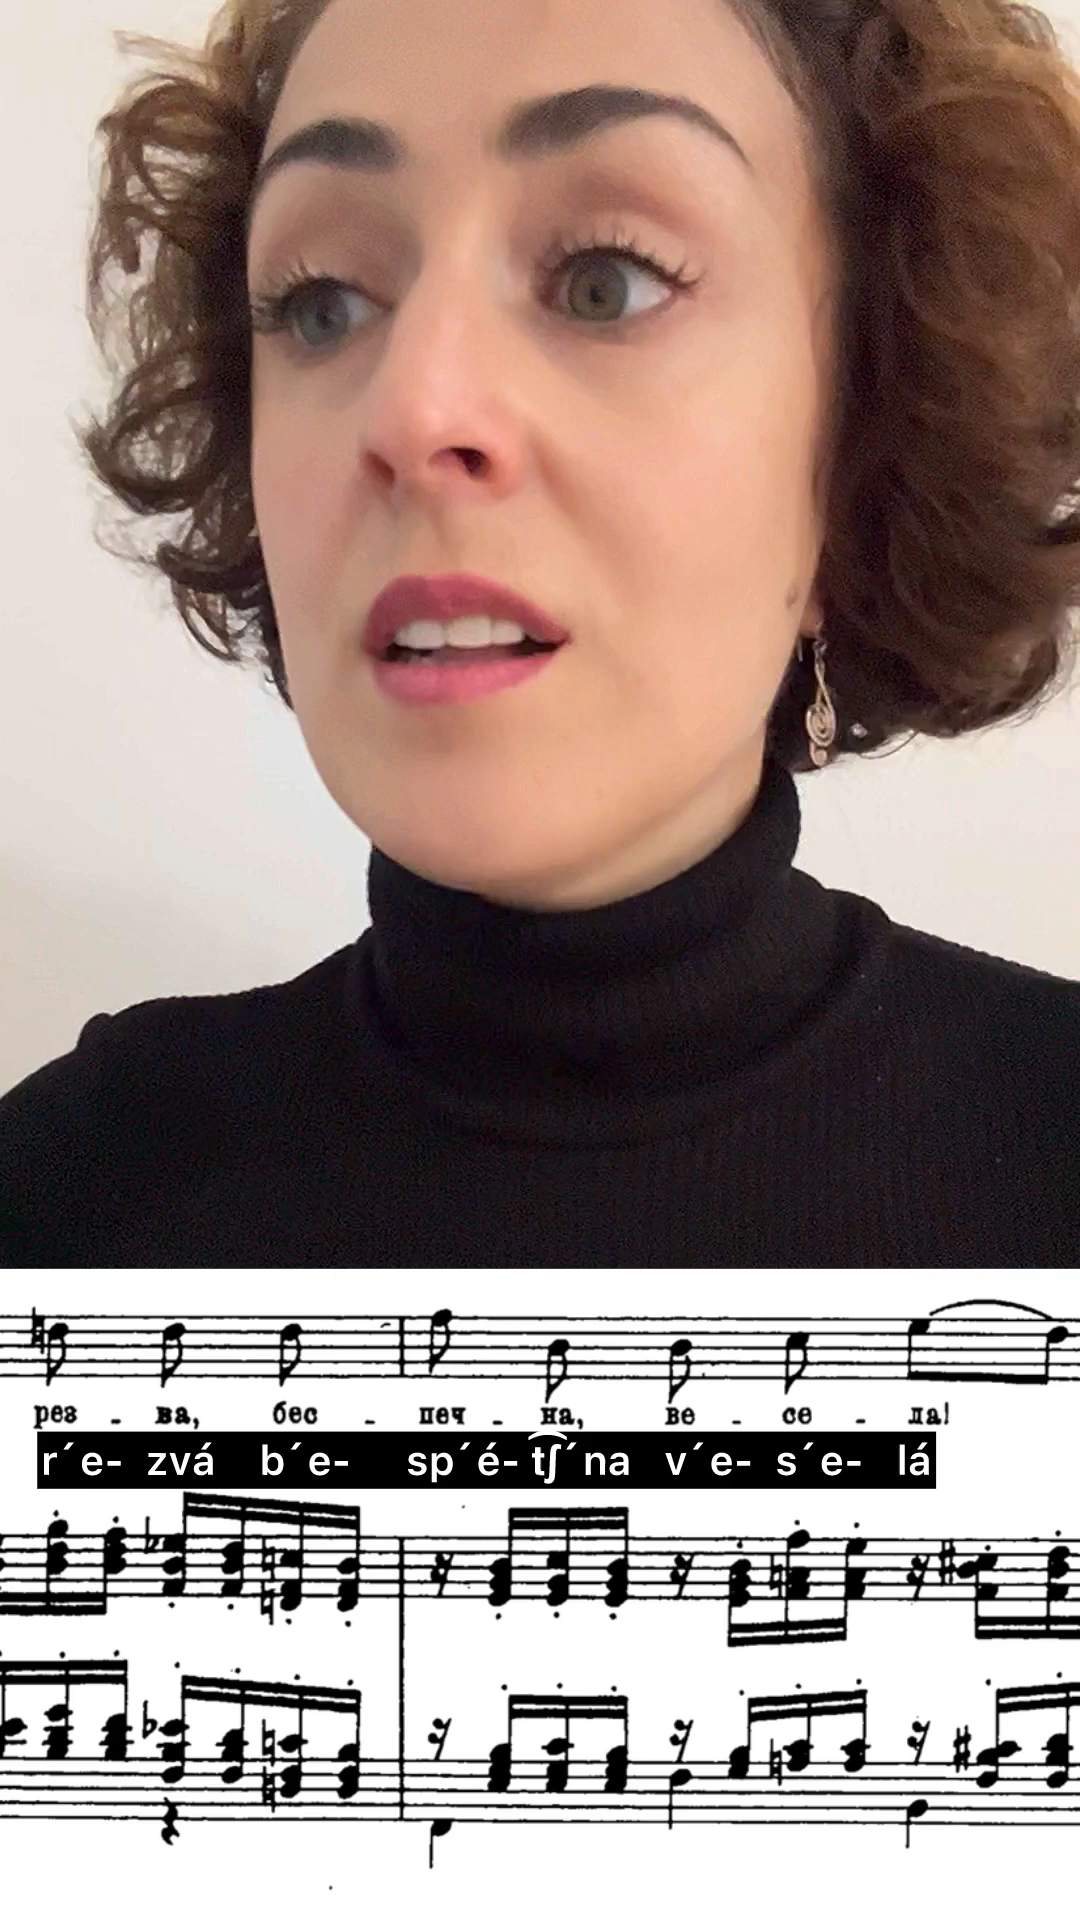 рез - ва, бес - печ - на, ве - се - ла!
r´e- zvá b´e- sp´é- t͡ʃ´na v´e- s´e- lá